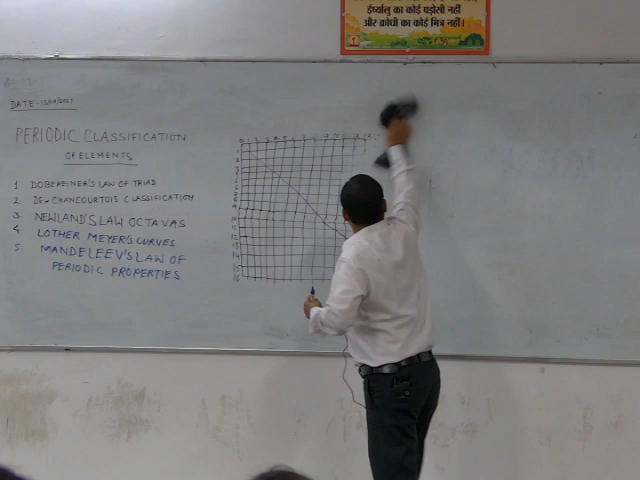 ईर्ष्यालु का कोई पड़ोसी नहीं
और क्रोधी का कोई मित्र नहीं।
PERIODIC CLASSIFICATION
OF ELEMENTS
1 DOBEREINER'S LAW OF TRIAD
2 DE-CHANCOURTOIS CLASSIFICATION
3 NEWLAND'S LAW OCTAVAS
4 LOTHER MEYER'S CURVES
5 MANDELEEV'S LAW OF
PERIODIC PROPERTIES